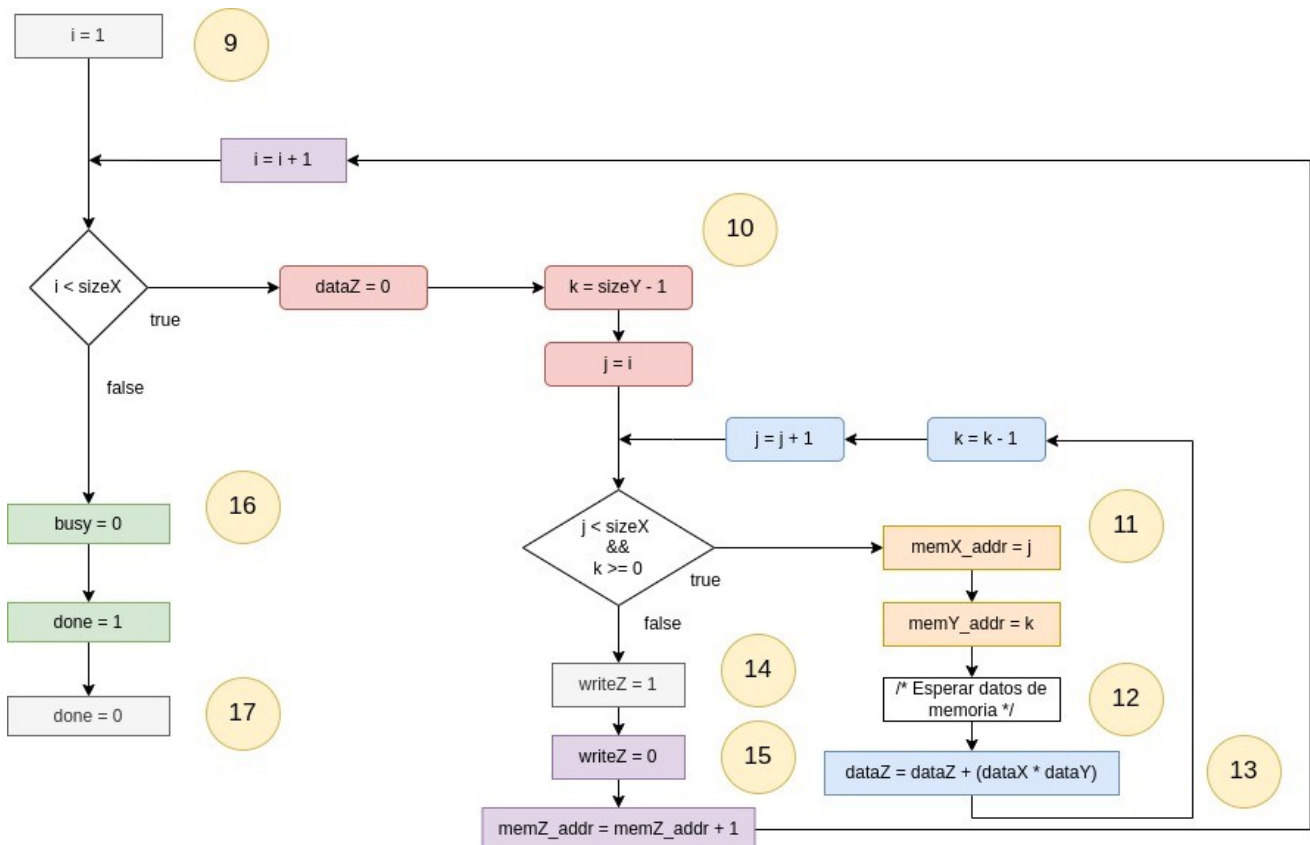 i = 1
9
i = i + 1
10
i < sizeX
true
false
dataZ = 0
k = sizeY - 1
j = i
j = j + 1
k = k - 1
j < sizeX
&&
k >= 0
true
false
11
memX_addr = j
memY_addr = k
12
/* Esperar datos de
memoria */
13
dataZ = dataZ + (dataX * dataY)
14
writeZ = 1
15
writeZ = 0
memZ_addr = memZ_addr + 1
16
busy = 0
done = 1
17
done = 0